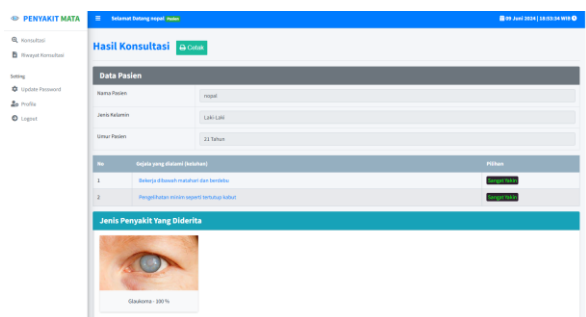 PENYAKIT MATA
Selamat Datang nopal Pasien
09 Juni 2024 | 10:03:34 WIB
Konsultasi
Riwayat Konsultasi
Setting
Update Password
Profile
Logout
Hasil Konsultasi
Cetak
Data Pasien
Nama Pasien
nopal
Jenis Kelamin
Laki-Laki
Umur Pasien
21 Tahun
No Gejala yang dialami (keluhan) Pilihan
1 Bekerja dibawah matahari dan berdebu Sangat Yakin
2 Pengelihatan minim seperti tertutup kabut Sangat Yakin
Jenis Penyakit Yang Diderita
Glaukoma - 100 %